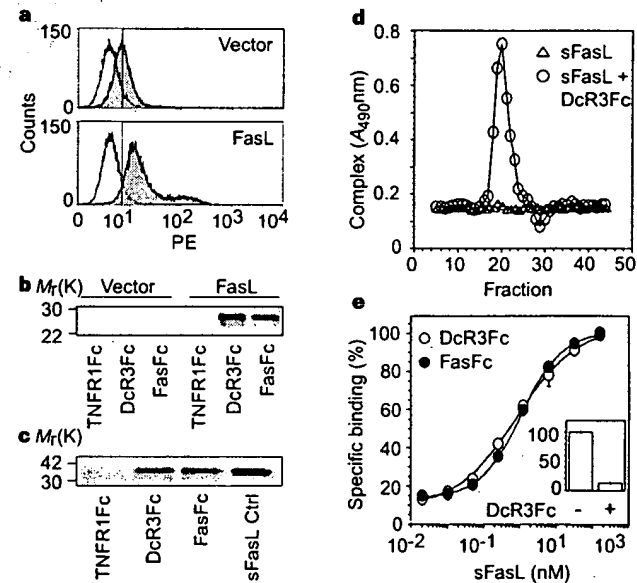 a
150
Vector
0
Counts
150
FasL
0
0 10¹ 10² 10³ 10⁴
PE
b Mr(K) Vector FasL
30
22
TNFR1Fc DcR3Fc FasFc TNFR1Fc DcR3Fc FasFc
c Mr(K)
42
30
TNFR1Fc DcR3Fc FasFc sFasL Ctrl
d
0.8
0.6
0.4
0.2
0
Complex (A490nm)
sFasL
sFasL +
DcR3Fc
0 10 20 30 40 50
Fraction
e
100
80
60
40
20
0
Specific binding (%)
DcR3Fc
FasFc
100
50
0
DcR3Fc - +
10-2 10-1 101 103
sFasL (nM)